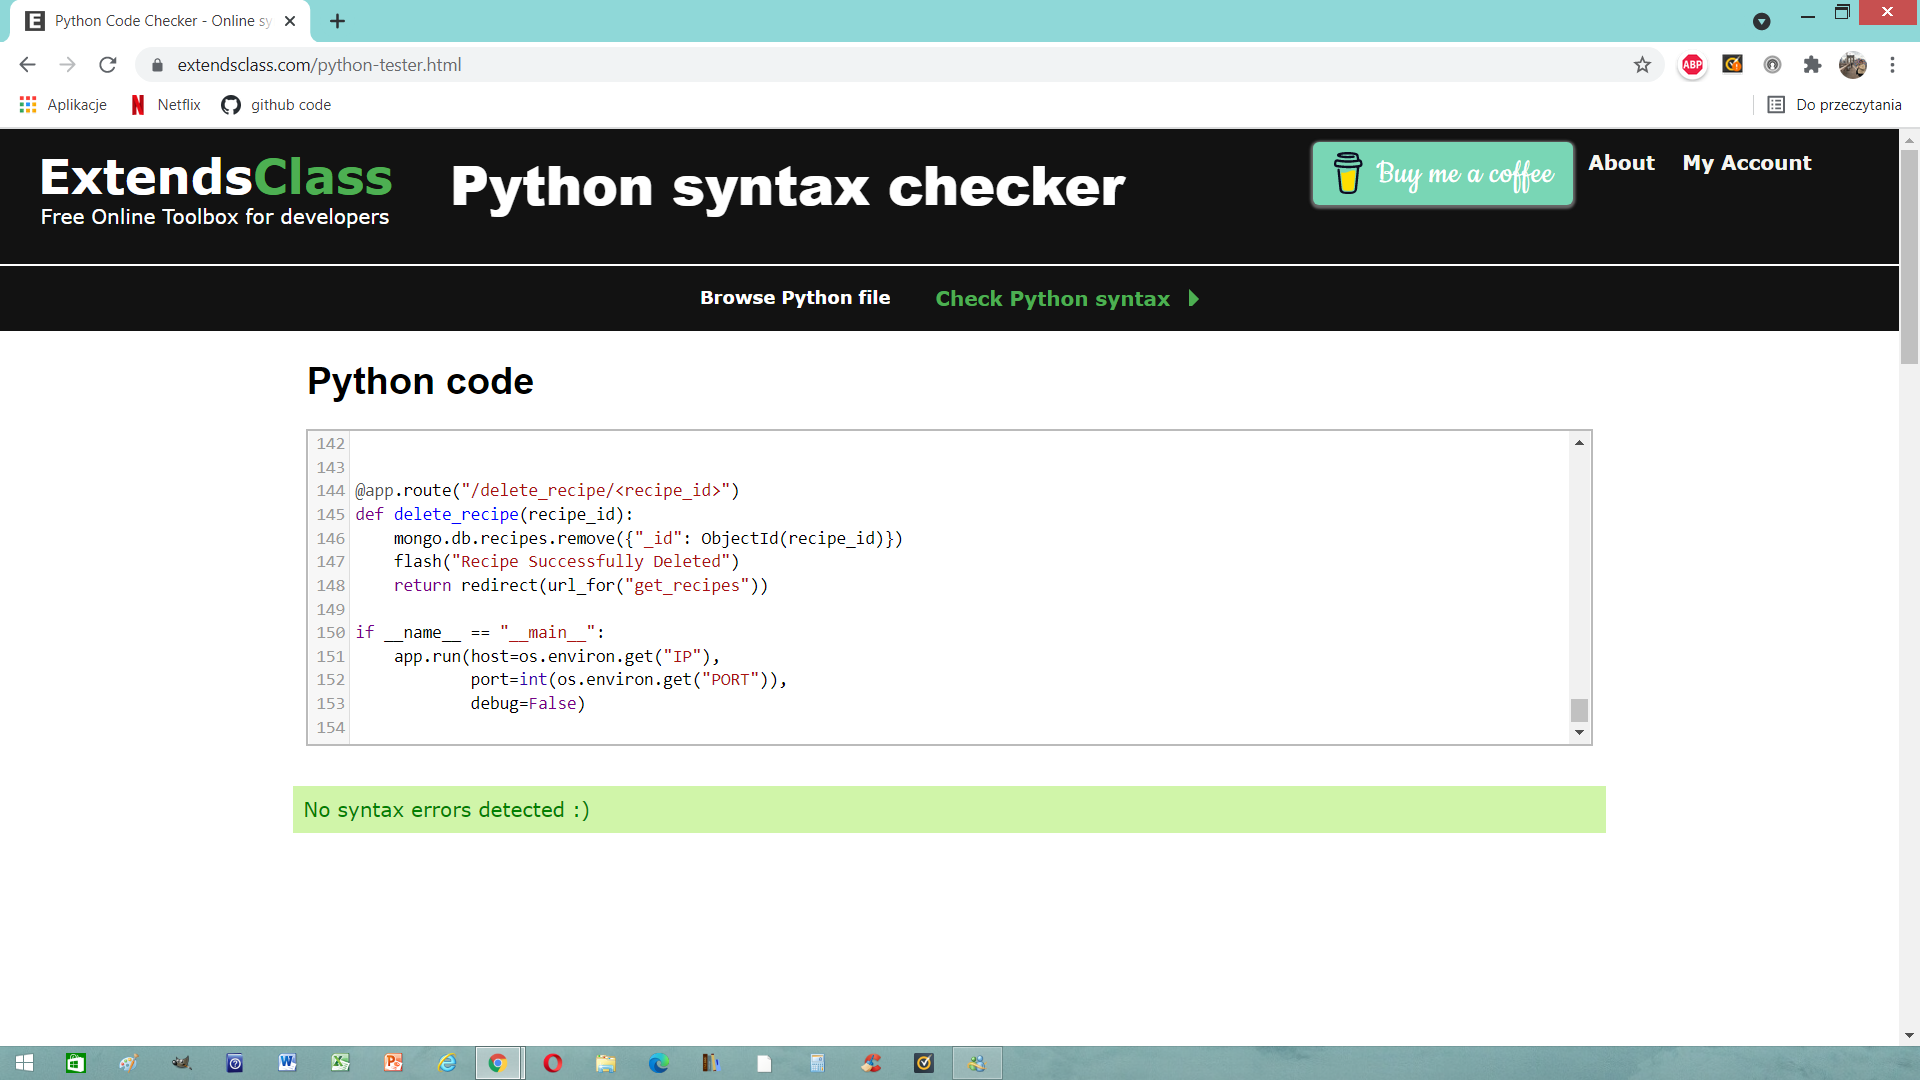 Python Code Checker - Online sy
extendsclass.com/python-tester.html
ABP
Aplikacje
Netflix
github code
Do przeczytania
ExtendsClass
Free Online Toolbox for developers
Python syntax checker
Buy me a coffee
About
My Account
Browse Python file
Check Python syntax
Python code
142
143
144 @app.route("/delete_recipe/<recipe_id>")
145 def delete_recipe(recipe_id):
146     mongo.db.recipes.remove({"_id": ObjectId(recipe_id)})
147     flash("Recipe Successfully Deleted")
148     return redirect(url_for("get_recipes"))
149
150 if __name__ == "__main__":
151     app.run(host=os.environ.get("IP"),
152             port=int(os.environ.get("PORT")),
153             debug=False)
154
No syntax errors detected :)